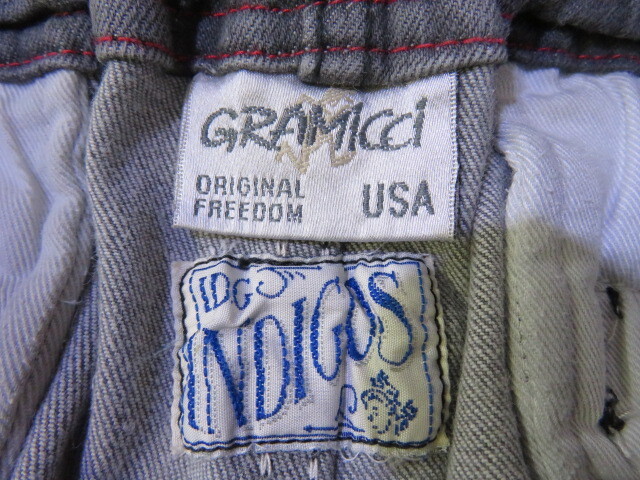 GRAMICCi
ORIGINAL
FREEDOM
USA
IDG
INDIGOS